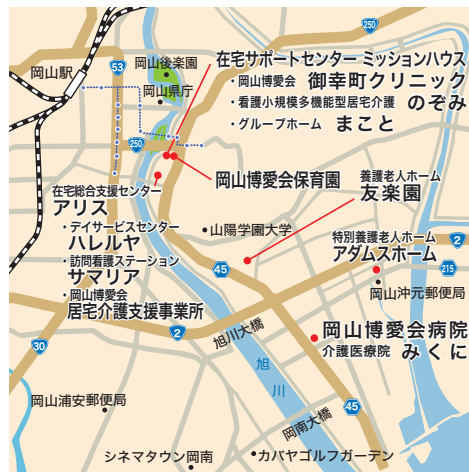 岡山駅
53
岡山後楽園
岡山県庁
250
250
在宅サポートセンター ミッションハウス
・岡山博愛会 御幸町クリニック
・看護小規模多機能型居宅介護 のぞみ
・グループホーム まこと
岡山博愛会保育園
養護老人ホーム
友楽園
在宅総合支援センター
アリス
・デイサービスセンター
ハレルヤ
・訪問看護ステーション
サマリア
・岡山博愛会
居宅介護支援事業所
山陽学園大学
特別養護老人ホーム
アダムスホーム
2
215
45
岡山沖元郵便局
旭川大橋
2
30
岡山博愛会病院
介護医療院 みくに
旭川
岡山浦安郵便局
45
岡南大橋
シネマタウン岡南
カバヤゴルフガーデン